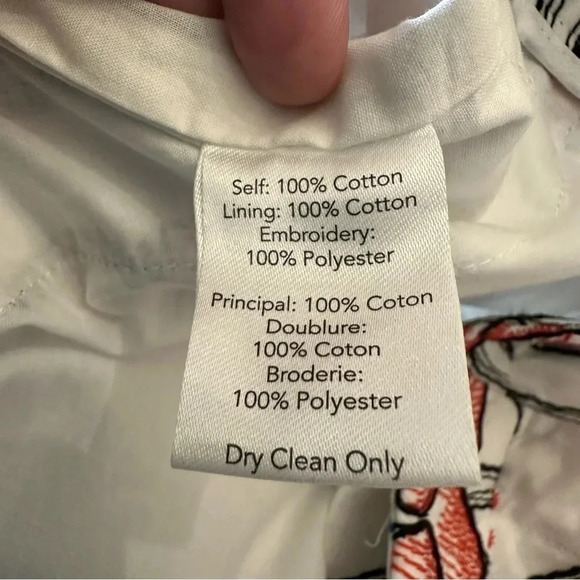 Self: 100% Cotton
Lining: 100% Cotton
Embroidery:
100% Polyester
Principal: 100% Coton
Doublure:
100% Coton
Broderie:
100% Polyester
Dry Clean Only